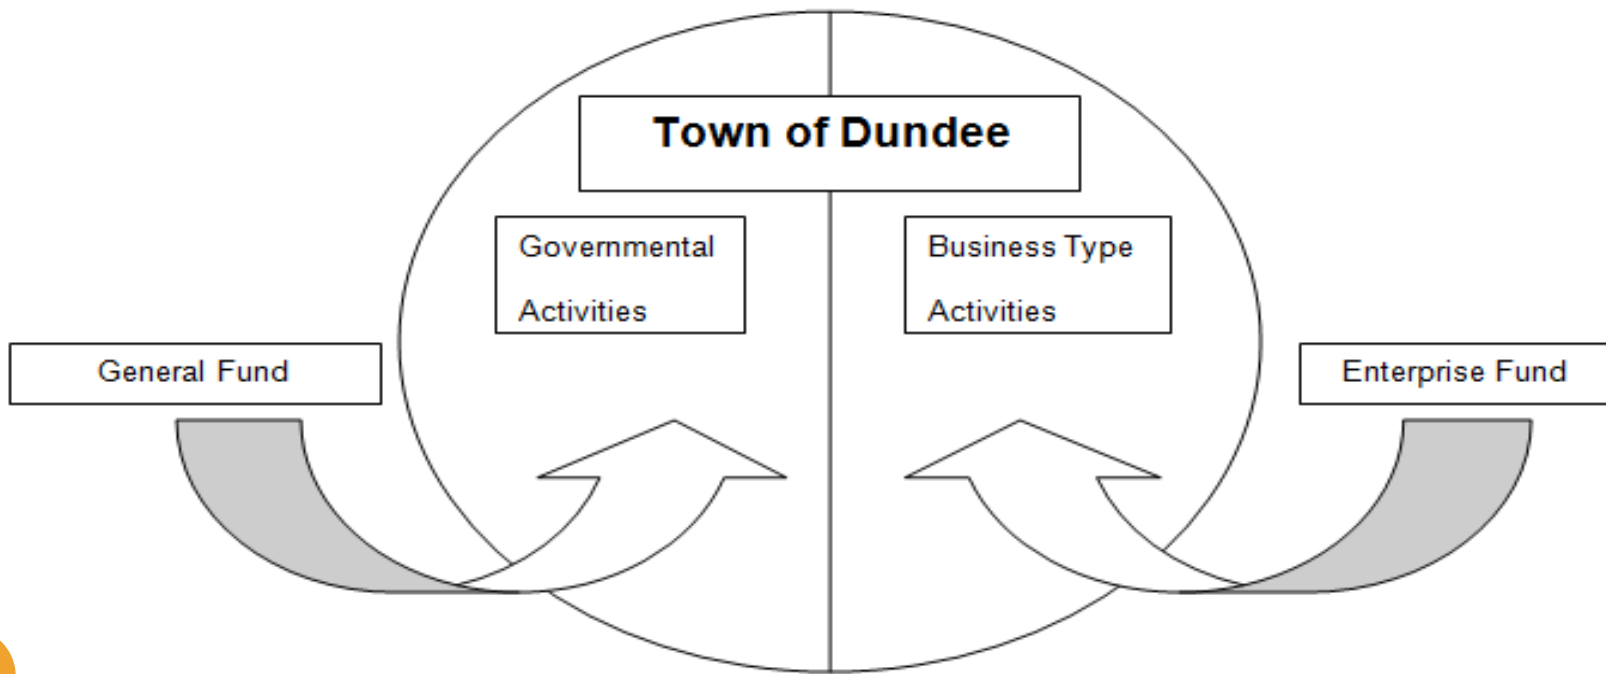 Town of Dundee
Governmental
Activities
Business Type
Activities
General Fund
Enterprise Fund